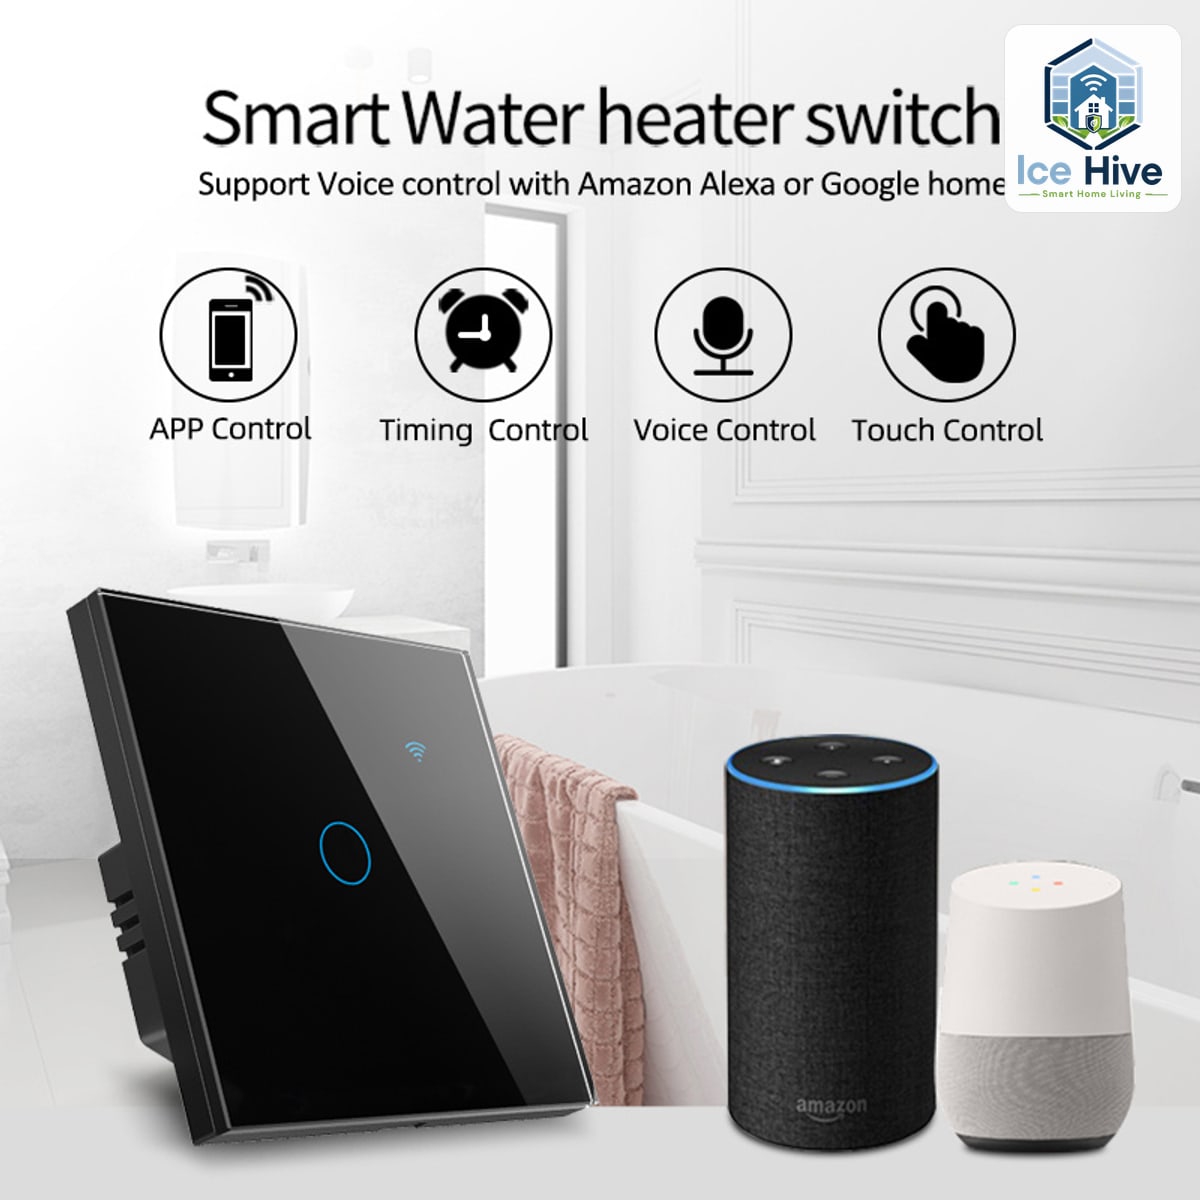 Smart Water heater switch
Support Voice control with Amazon Alexa or Google home
Ice Hive
Smart Home Living
APP Control
Timing Control
Voice Control
Touch Control
amazon